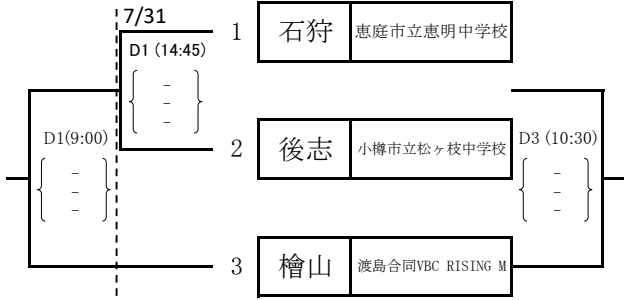 7/31
1 石狩 恵庭市立恵明中学校
D1 (14:45)
-
-
-
D1(9:00)
2 後志 小樽市立松ヶ枝中学校 D3 (10:30)
- -
- -
- -
3 檜山 渡島合同VBC RISING M